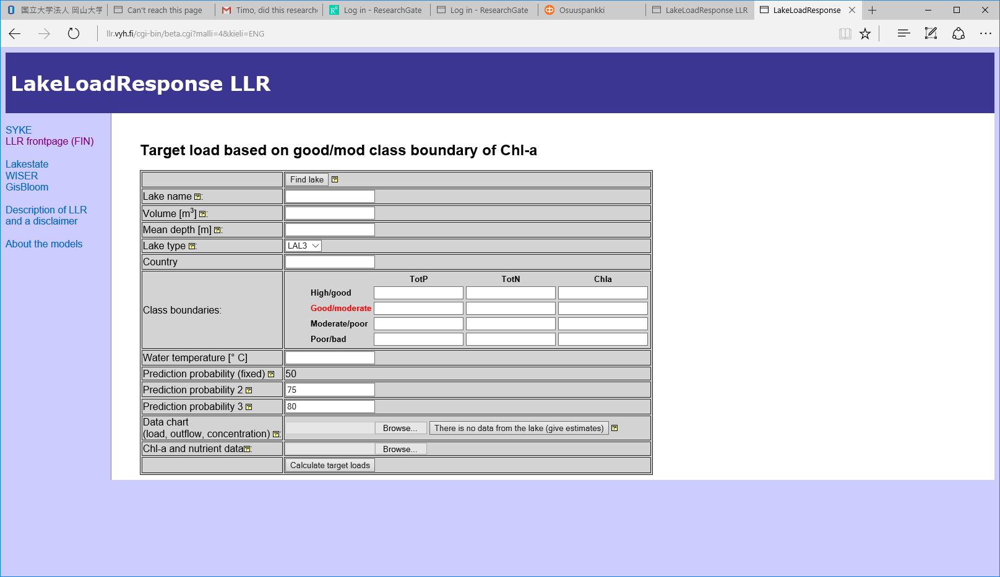 国立大学法人 岡山大学
Can't reach this page
Timo, did this research
Log in - ResearchGate
Log in - ResearchGate
Osuuspankki
LakeLoadResponse LLR
LakeLoadResponse
llr.vyh.fi/cgi-bin/beta.cgi?malli=4&kieli=ENG
LakeLoadResponse LLR
SYKE
LLR frontpage (FIN)
Lakestate
WISER
GisBloom
Description of LLR
and a disclaimer
About the models
Target load based on good/mod class boundary of Chl-a
Find lake ?
Lake name ?:
Volume [m³] ?:
Mean depth [m] ?:
Lake type ?: LAL3
Country
Class boundaries:
TotP TotN Chla
High/good
Good/moderate
Moderate/poor
Poor/bad
Water temperature [° C]
Prediction probability (fixed) ? 50
Prediction probability 2 ? 75
Prediction probability 3 ? 80
Data chart
(load, outflow, concentration) ?: Browse... There is no data from the lake (give estimates) ?
Chl-a and nutrient data?: Browse...
Calculate target loads